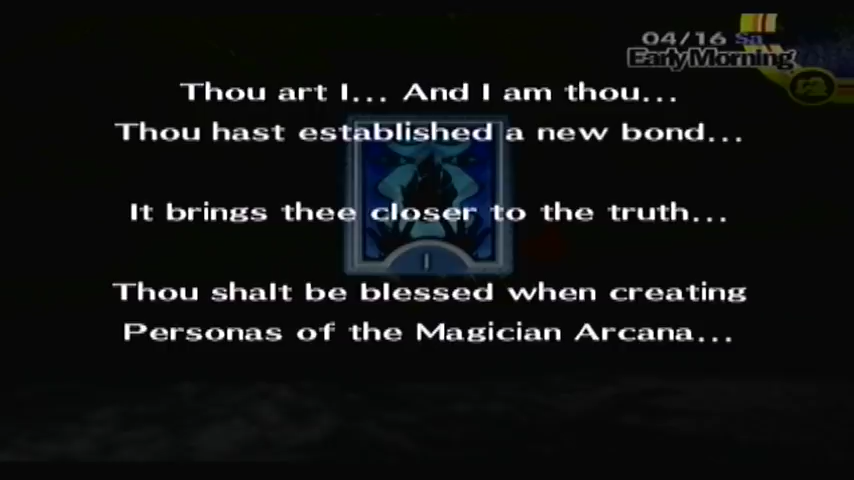 04/16 Sa
Early Morning
Thou art I... And I am thou...
Thou hast established a new bond...
It brings thee closer to the truth...
Thou shalt be blessed when creating
Personas of the Magician Arcana...
I